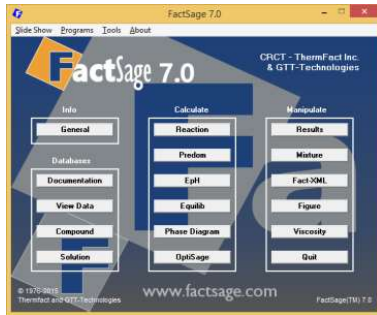 FactSage 7.0
Slide Show Programs Tools About
FactSage 7.0
CRCT - ThermFact Inc.
& GTT-Technologies
Info
General
Databases
Documentation
View Data
Compound
Solution
Calculate
Reaction
Predom
EpH
Equilib
Phase Diagram
OptiSage
Manipulate
Results
Mixture
Fact-XML
Figure
Viscosity
Quit
© 1976-2015
Thermfact and GTT-Technologies
www.factsage.com
FactSage(TM) 7.0